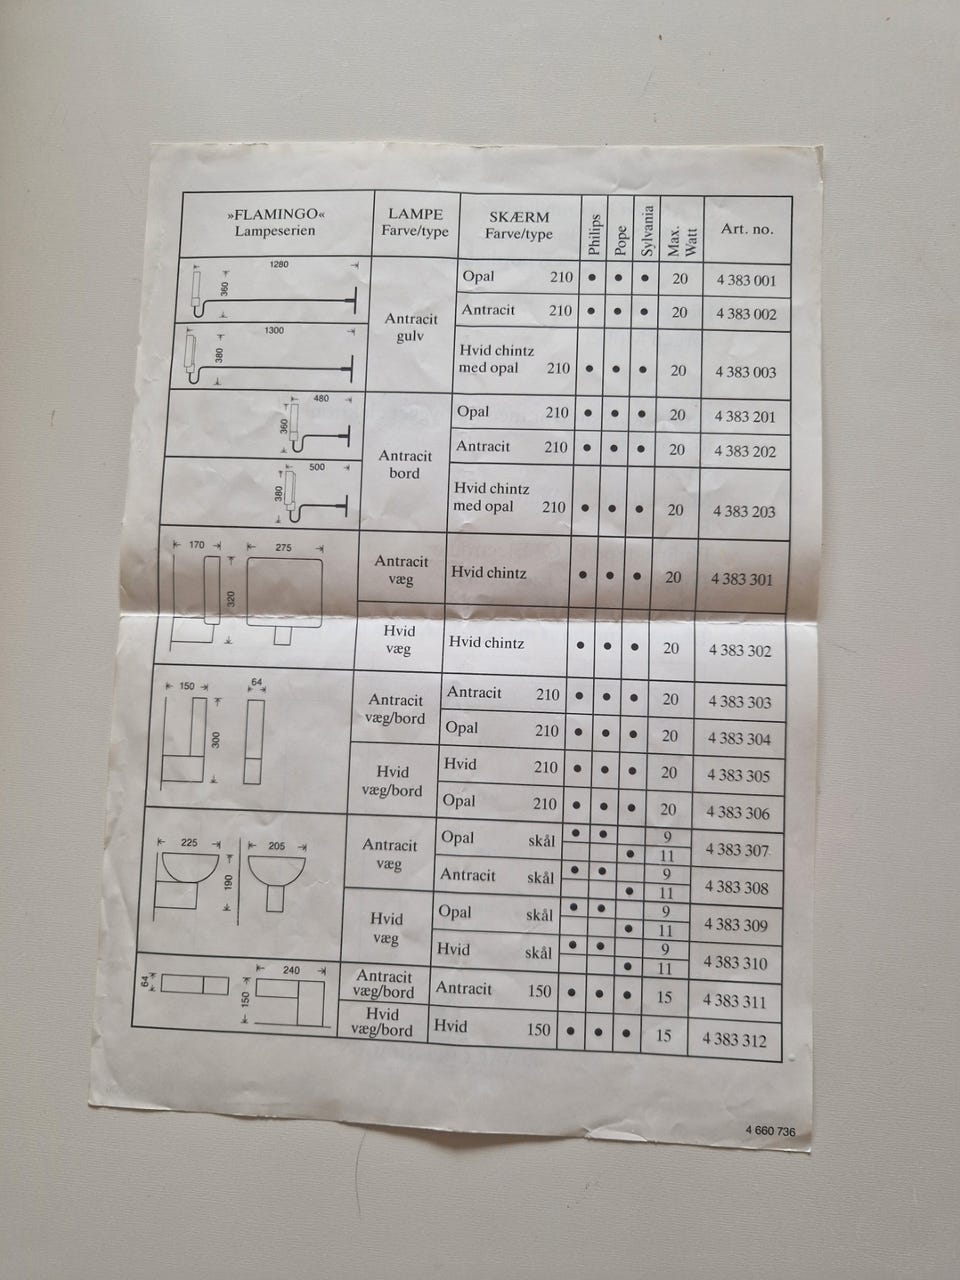 »FLAMINGO«
Lampeserien
LAMPE
Farve/type
SKÆRM
Farve/type
Philips
Pope
Sylvania
Max.
Watt
Art. no.
1280
360
1300
380
Antracit
gulv
Opal 210 ● ● ● 20 4 383 001
Antracit 210 ● ● ● 20 4 383 002
Hvid chintz
med opal 210 ● ● ● 20 4 383 003
480
360
500
380
Antracit
bord
Opal 210 ● ● ● 20 4 383 201
Antracit 210 ● ● ● 20 4 383 202
Hvid chintz
med opal 210 ● ● ● 20 4 383 203
170
275
320
Antracit
væg
Hvid chintz ● ● ● 20 4 383 301
Hvid
væg
Hvid chintz ● ● ● 20 4 383 302
150
64
300
Antracit
væg/bord
Antracit 210 ● ● ● 20 4 383 303
Opal 210 ● ● ● 20 4 383 304
Hvid
væg/bord
Hvid 210 ● ● ● 20 4 383 305
Opal 210 ● ● ● 20 4 383 306
225
205
190
Antracit
væg
Opal skål ● ● 9 4 383 307
● 11
Antracit skål ● ● 9 4 383 308
● 11
Hvid
væg
Opal skål ● ● 9 4 383 309
● 11
Hvid skål ● ● 9 4 383 310
● 11
64
240
150
Antracit
væg/bord
Antracit 150 ● ● ● 15 4 383 311
Hvid
væg/bord
Hvid 150 ● ● ● 15 4 383 312
4 660 736